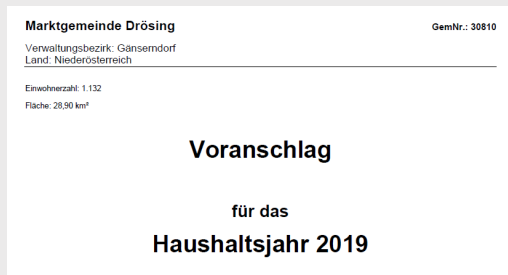 Marktgemeinde Drösing GemNr.: 30810
Verwaltungsbezirk: Gänserndorf
Land: Niederösterreich
Einwohnerzahl: 1.132
Fläche: 28,90 km²
Voranschlag
für das
Haushaltsjahr 2019